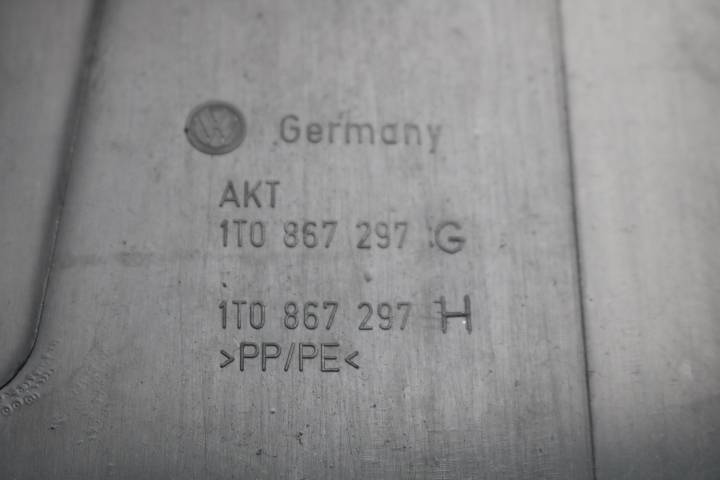 Germany
AKT
1T0 867 297 G
1T0 867 297 H
>PP/PE<